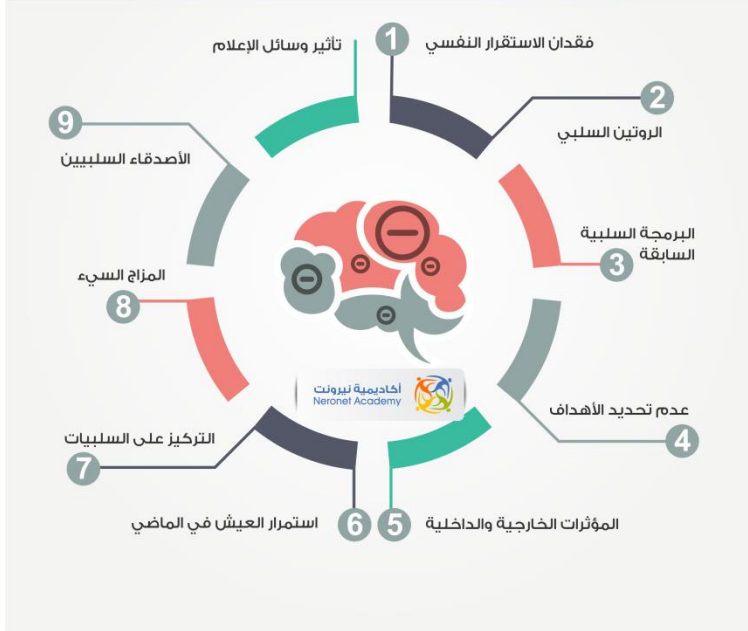 1
فقدان الاستقرار النفسي
2
الروتين السلبي
3
البرمجة السلبية
السابقة
4
عدم تحديد الأهداف
5
المؤثرات الخارجية والداخلية
6
استمرار العيش في الماضي
7
التركيز على السلبيات
8
المزاج السيء
9
الأصدقاء السلبيين
تأثير وسائل الإعلام
أكاديمية نيرونت
Neronet Academy